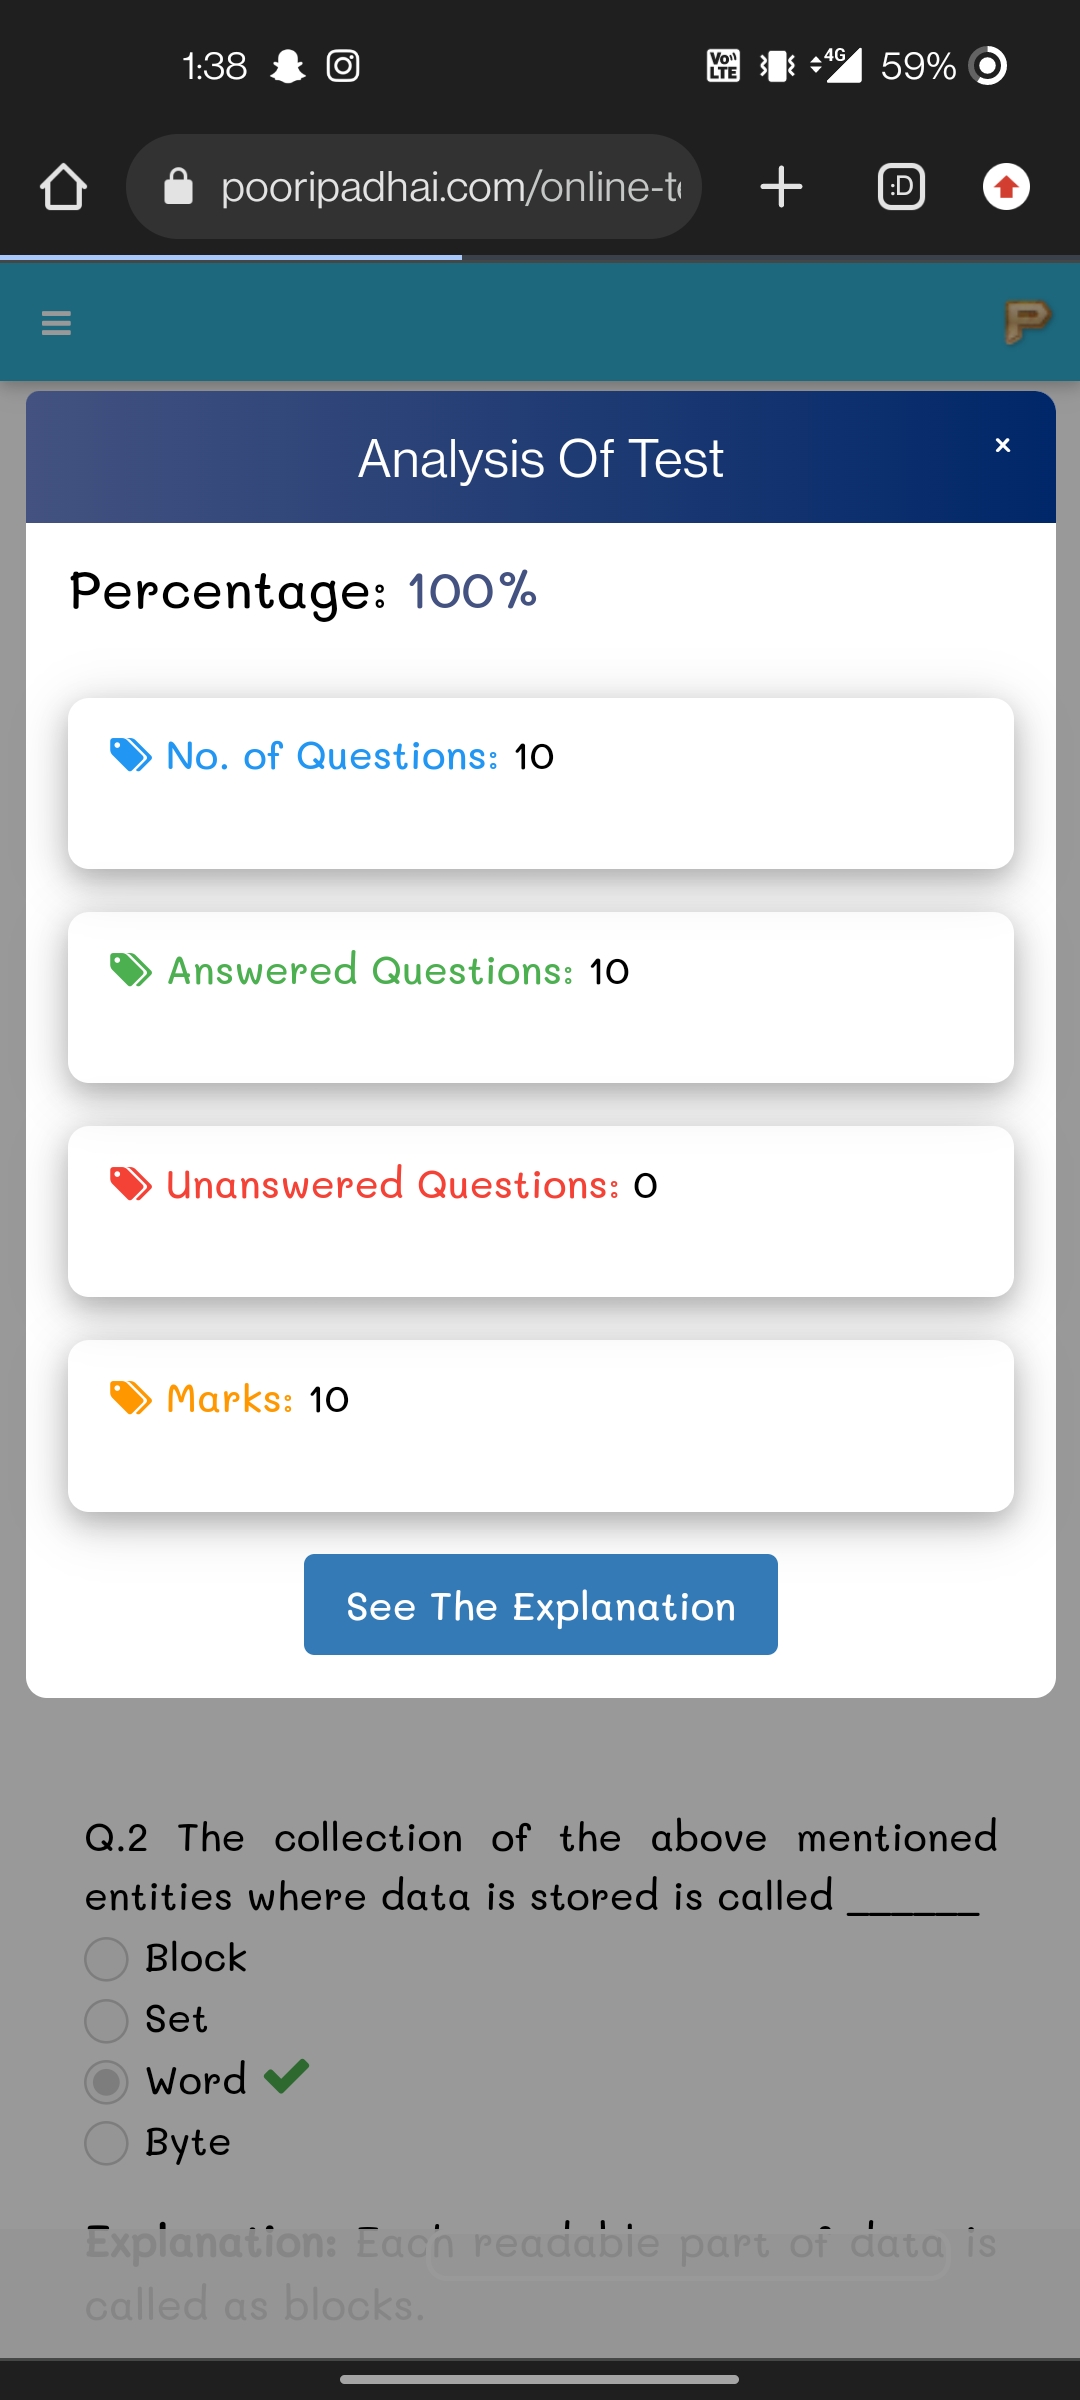 1:38 VoLTE 4G 59%
pooripadhai.com/online-te :D
P
Analysis Of Test ×
Percentage: 100%
No. of Questions: 10
Answered Questions: 10
Unanswered Questions: 0
Marks: 10
See The Explanation
Q.2 The collection of the above mentioned
entities where data is stored is called ______
Block
Set
Word
Byte
Explanation: Each readable part of data is
called as blocks.